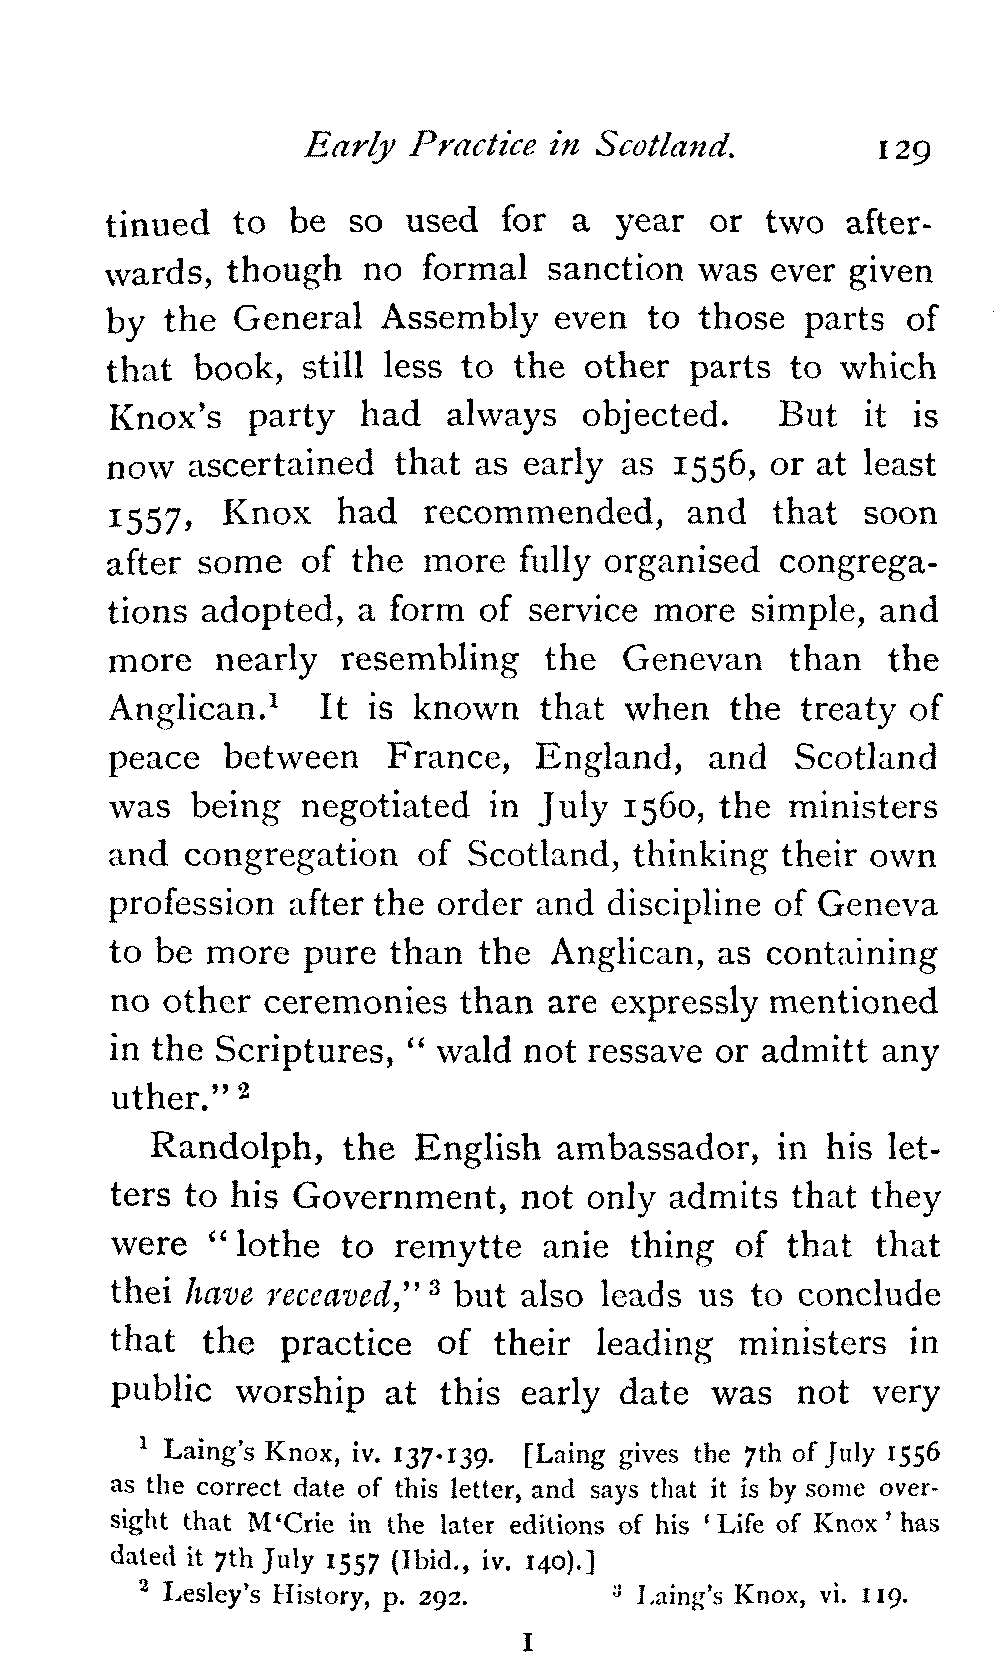 Early Practice in Scotland. 129
tinued to be so used for a year or two after-
wards, though no formal sanction was ever given
by the General Assembly even to those parts of
that book, still less to the other parts to which
Knox's party had always objected. But it is
now ascertained that as early as 1556, or at least
1557, Knox had recommended, and that soon
after some of the more fully organised congrega-
tions adopted, a form of service more simple, and
more nearly resembling the Genevan than the
Anglican.¹ It is known that when the treaty of
peace between France, England, and Scotland
was being negotiated in July 1560, the ministers
and congregation of Scotland, thinking their own
profession after the order and discipline of Geneva
to be more pure than the Anglican, as containing
no other ceremonies than are expressly mentioned
in the Scriptures, “ wald not ressave or admitt any
uther.” ²
Randolph, the English ambassador, in his let-
ters to his Government, not only admits that they
were “ lothe to remytte anie thing of that that
thei have receaved,” ³ but also leads us to conclude
that the practice of their leading ministers in
public worship at this early date was not very
¹ Laing's Knox, iv. 137-139. [Laing gives the 7th of July 1556
as the correct date of this letter, and says that it is by some over-
sight that M‘Crie in the later editions of his ‘Life of Knox’ has
dated it 7th July 1557 (Ibid., iv. 140).]
² Lesley's History, p. 292. ³ Laing's Knox, vi. 119.
I